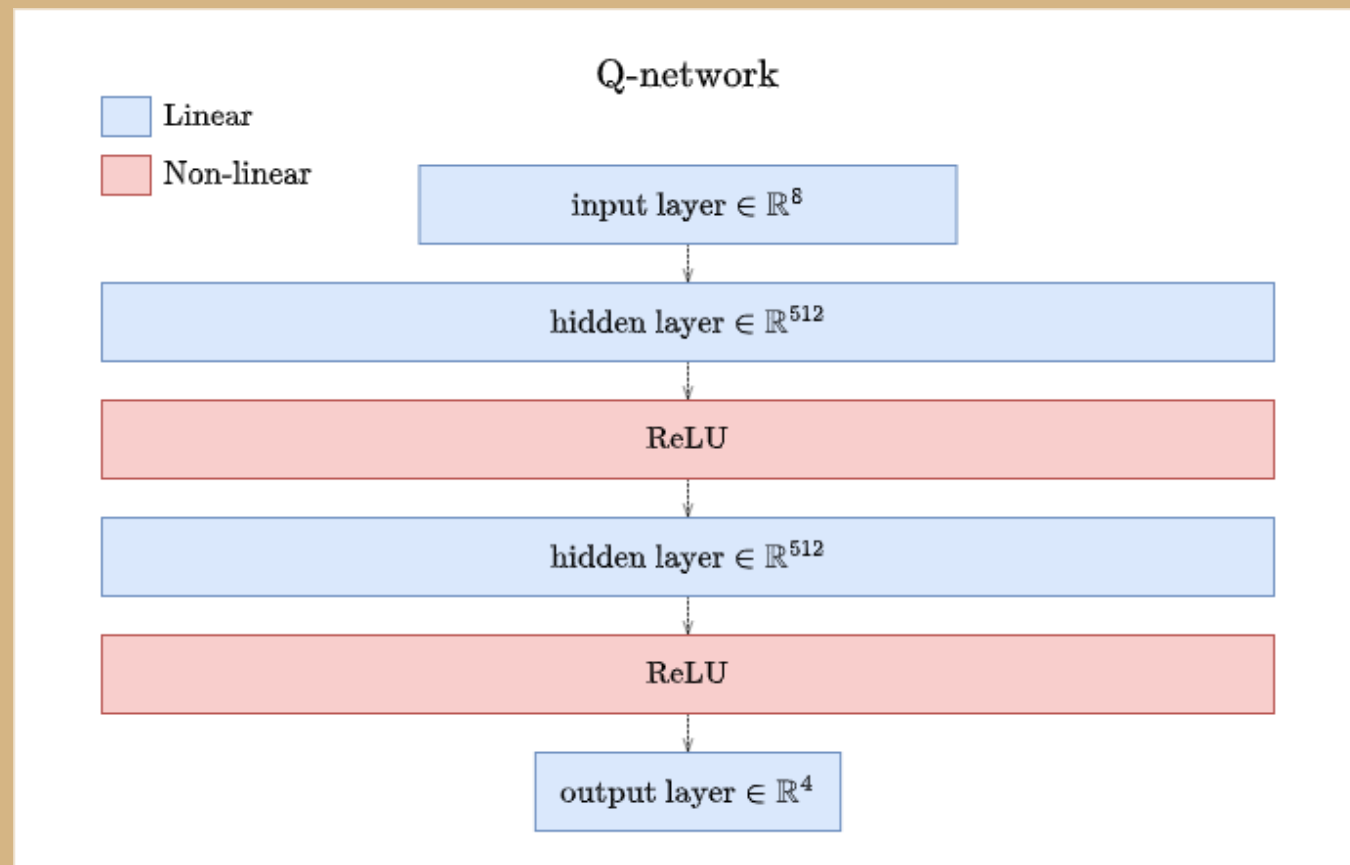 Q-network
Linear
Non-linear
input layer ∈ ℝ⁸
hidden layer ∈ ℝ⁵¹²
ReLU
hidden layer ∈ ℝ⁵¹²
ReLU
output layer ∈ ℝ⁴